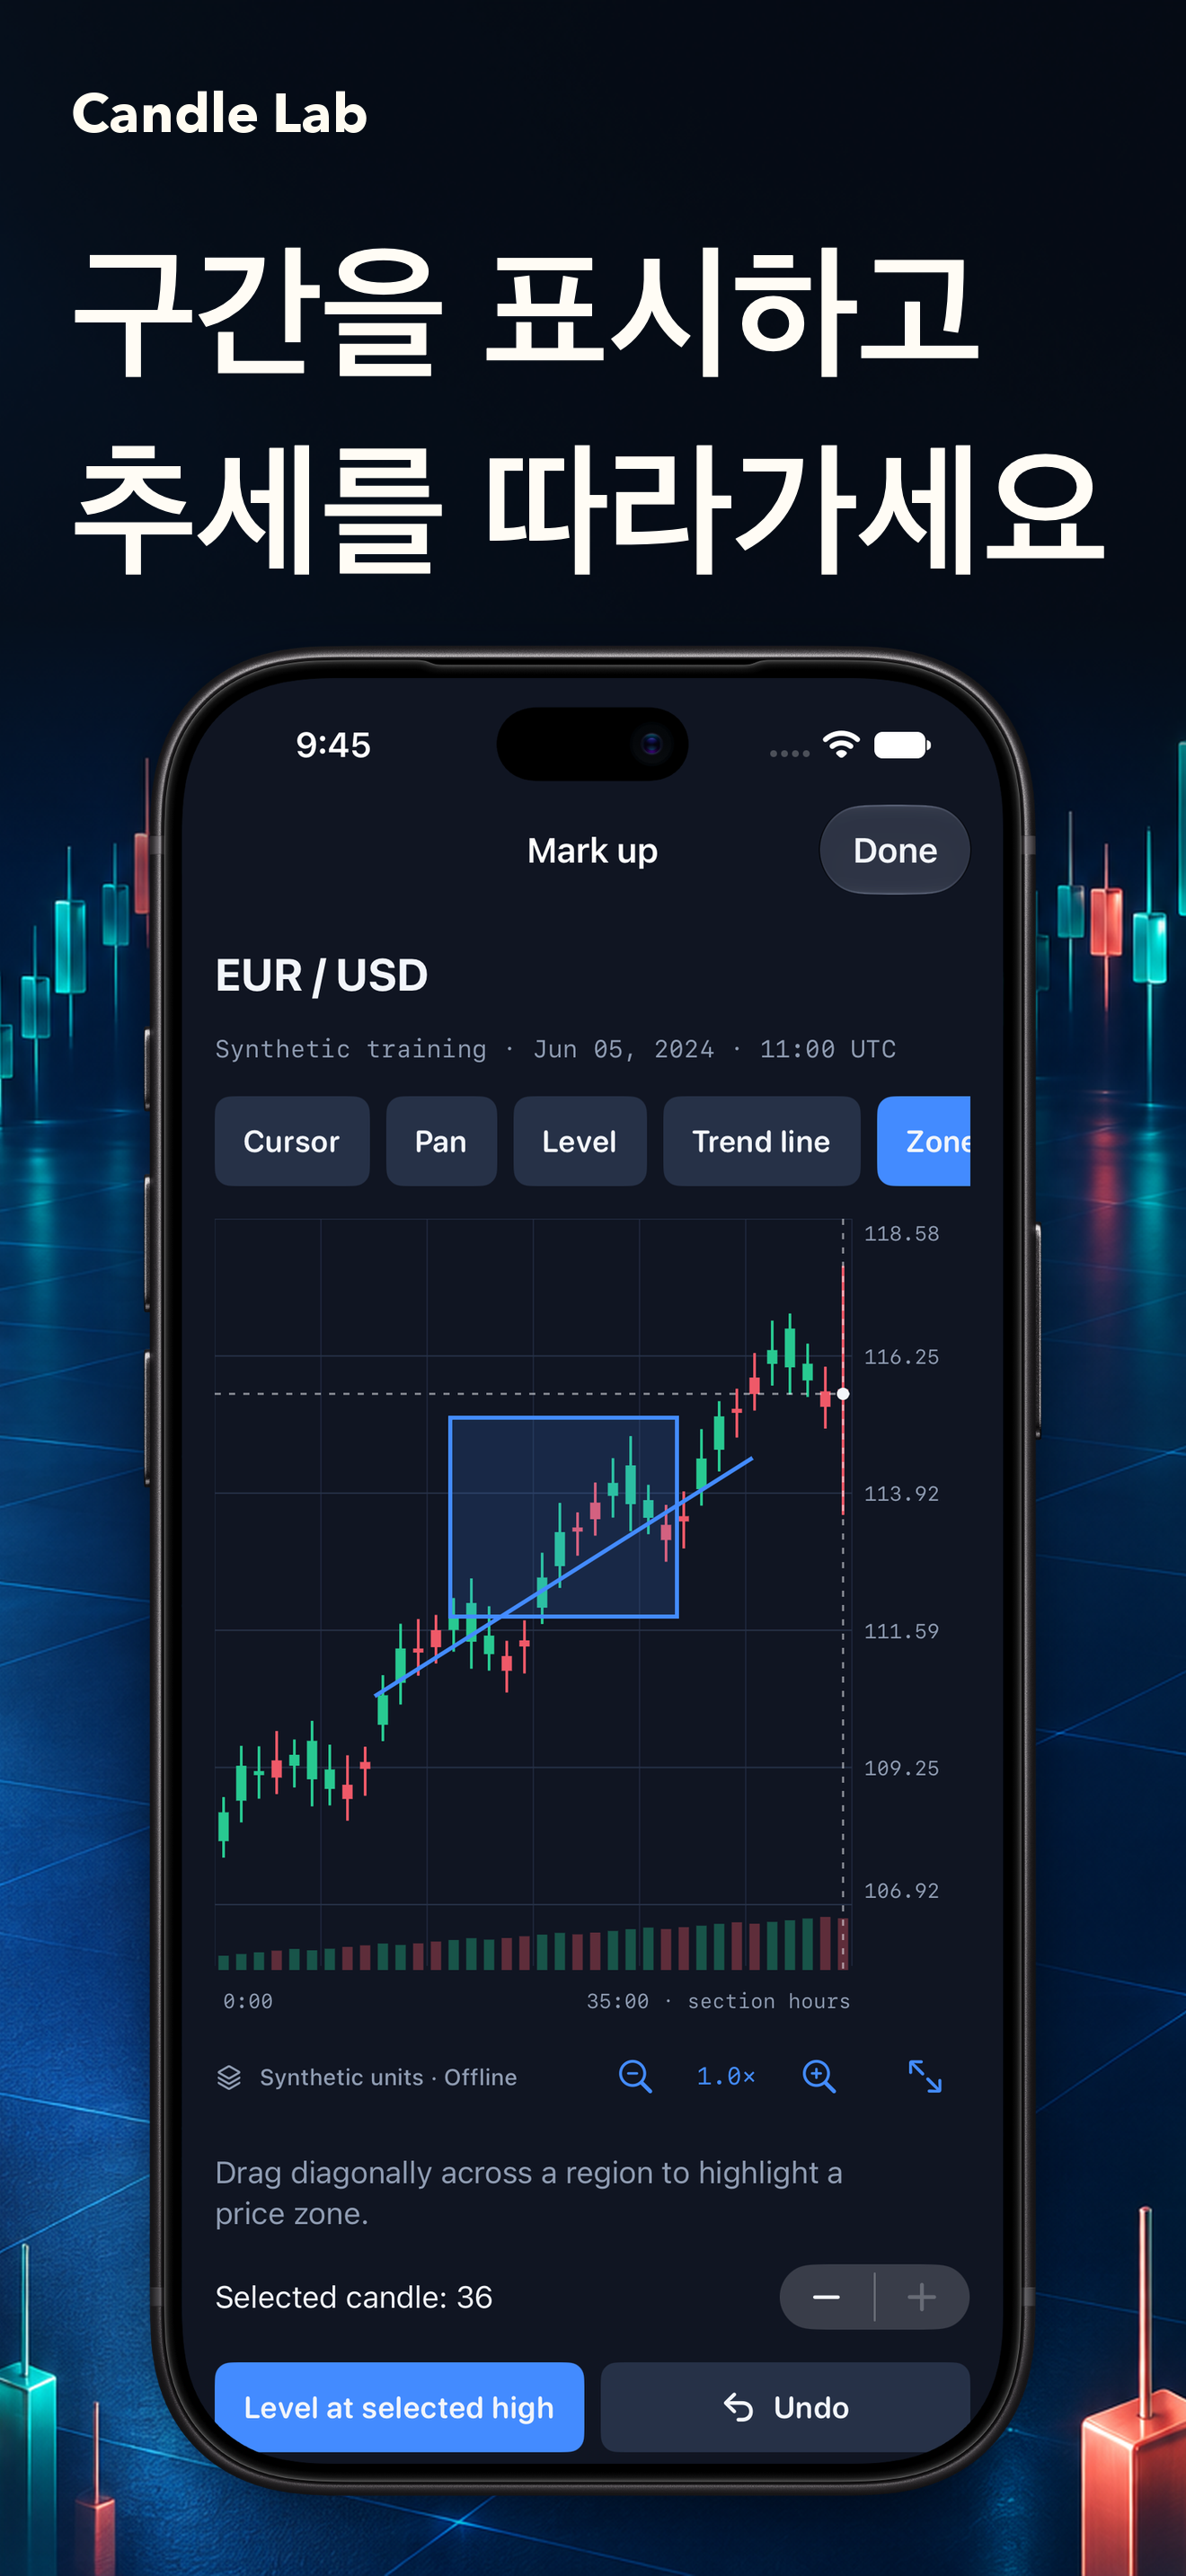 Candle Lab
구간을 표시하고
추세를 따라가세요
9:45
Mark up
Done
EUR / USD
Synthetic training · Jun 05, 2024 · 11:00 UTC
Cursor
Pan
Level
Trend line
Zone
118.58
116.25
113.92
111.59
109.25
106.92
0:00
35:00 · section hours
Synthetic units · Offline
1.0×
Drag diagonally across a region to highlight a
price zone.
Selected candle: 36
Level at selected high
Undo